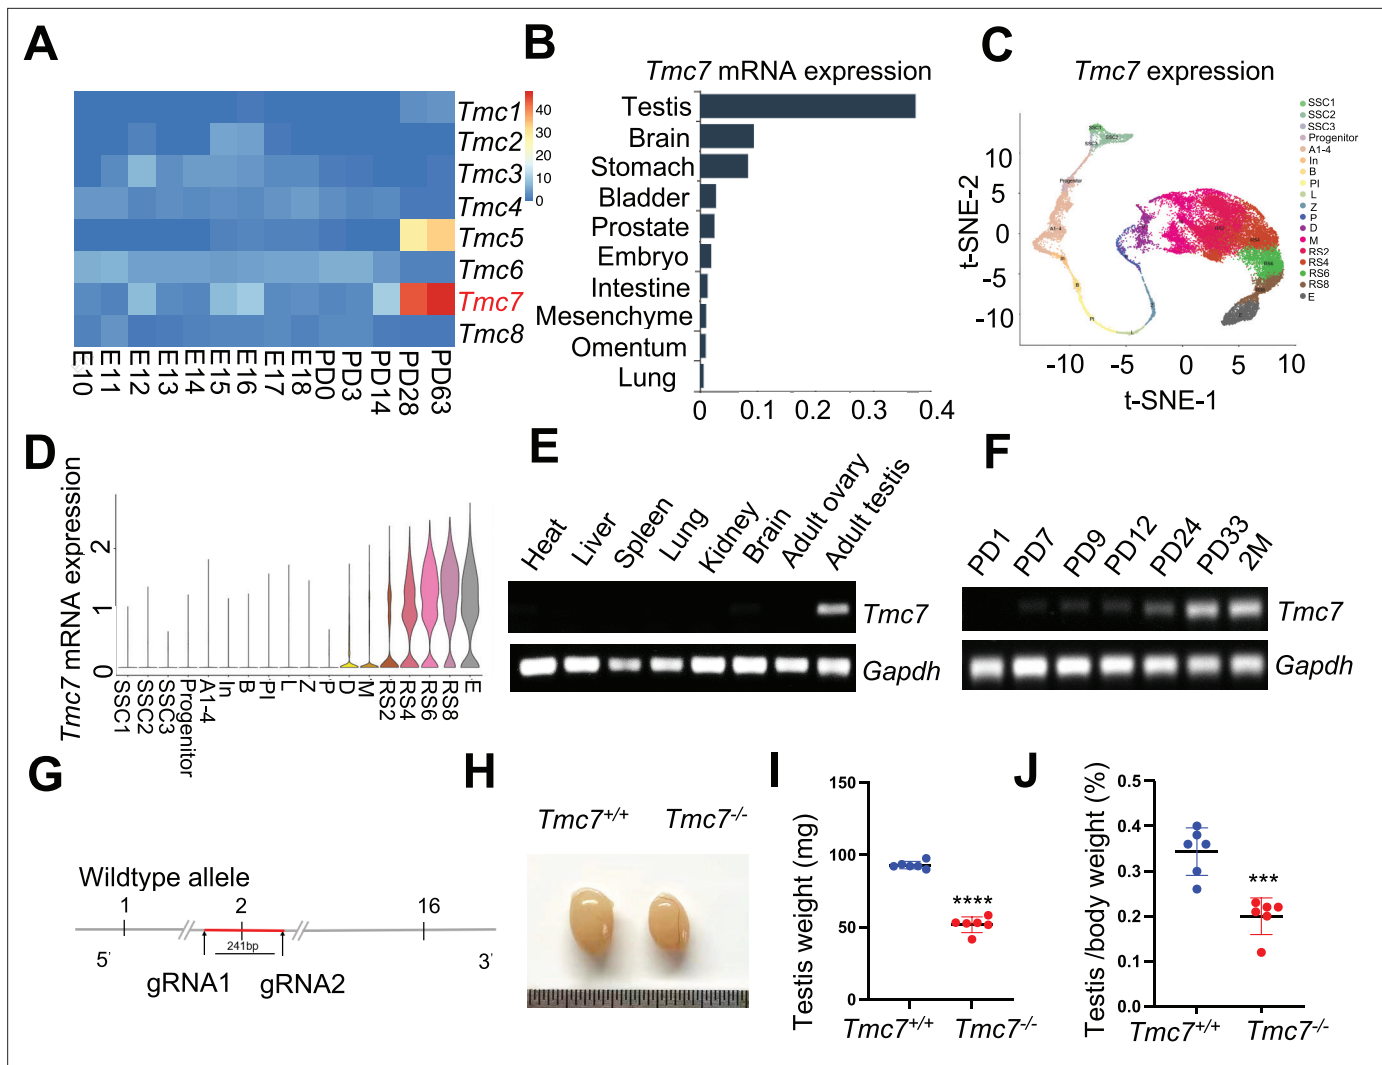 A
Tmc1
Tmc2
Tmc3
Tmc4
Tmc5
Tmc6
Tmc7
Tmc8
40
30
20
10
0
E10
E11
E12
E13
E14
E15
E16
E17
E18
PD0
PD3
PD14
PD28
PD63
B
Tmc7 mRNA expression
Testis
Brain
Stomach
Bladder
Prostate
Embryo
Intestine
Mesenchyme
Omentum
Lung
0 0.1 0.2 0.3 0.4
C
Tmc7 expression
t-SNE-2
10
5
0
-5
-10
-10 -5 0 5 10
t-SNE-1
SSC1
SSC2
SSC3
Progenitor
A1-4
SSC1
SSC2
SSC3
Progenitor
A1-4
In
B
PI
L
Z
P
D
M
RS2
RS4
RS6
RS8
E
D
Tmc7 mRNA expression
2
1
0
SSC1
SSC2
SSC3
Progenitor
A1-4
In
B
PI
L
Z
P
D
M
RS2
RS4
RS6
RS8
E
E
Heat
Liver
Spleen
Lung
Kidney
Brain
Adult ovary
Adult testis
Tmc7
Gapdh
F
PD1
PD7
PD9
PD12
PD24
PD33
2M
Tmc7
Gapdh
G
Wildtype allele
1 2 16
241bp
5' 3'
gRNA1 gRNA2
H
Tmc7+/+ Tmc7-/-
I
Testis weight (mg)
150
100
50
0
****
Tmc7+/+ Tmc7-/-
J
Testis /body weight (%)
0.5
0.4
0.3
0.2
0.1
0.0
***
Tmc7+/+ Tmc7-/-